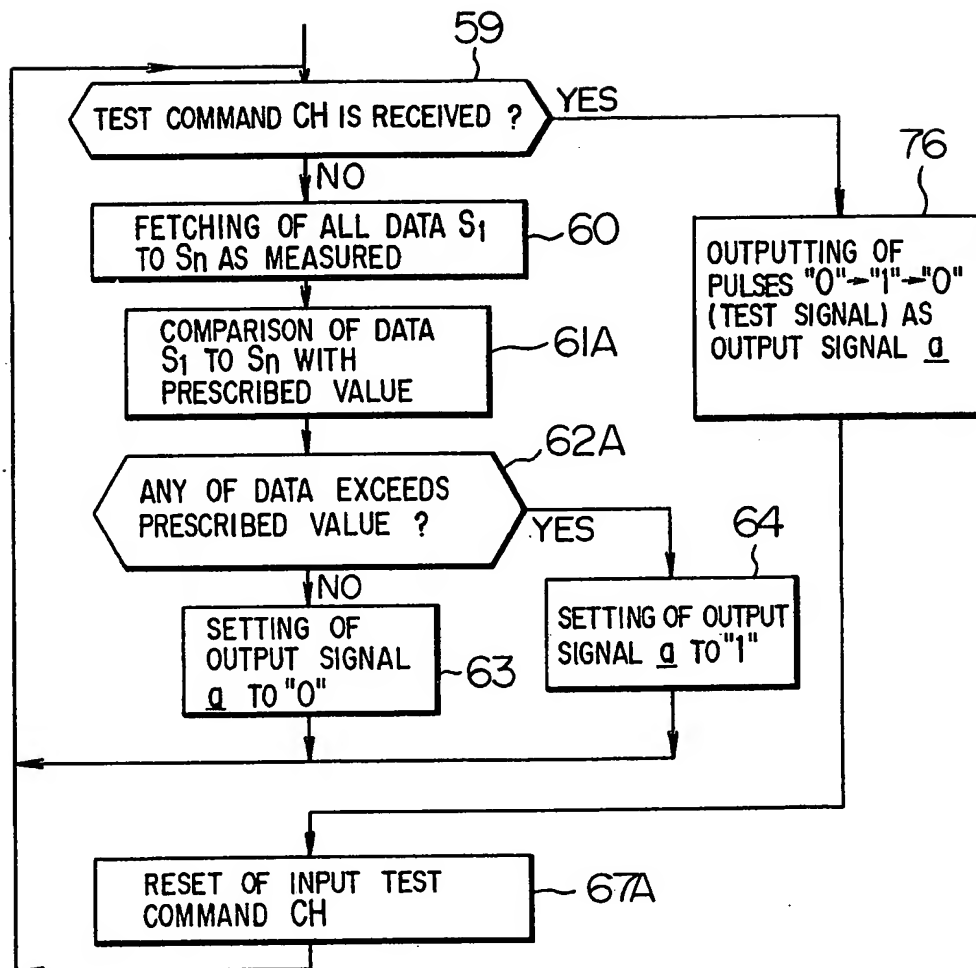 59
TEST COMMAND CH IS RECEIVED ?
YES
NO
76
FETCHING OF ALL DATA S1
TO Sn AS MEASURED
60
OUTPUTTING OF
PULSES "0"→"1"→"0"
(TEST SIGNAL) AS
OUTPUT SIGNAL a
COMPARISON OF DATA
S1 TO Sn WITH
PRESCRIBED VALUE
61A
62A
ANY OF DATA EXCEEDS
PRESCRIBED VALUE ?
YES
NO
64
SETTING OF
OUTPUT SIGNAL
a TO "0"
63
SETTING OF OUTPUT
SIGNAL a TO "1"
RESET OF INPUT TEST
COMMAND CH
67A